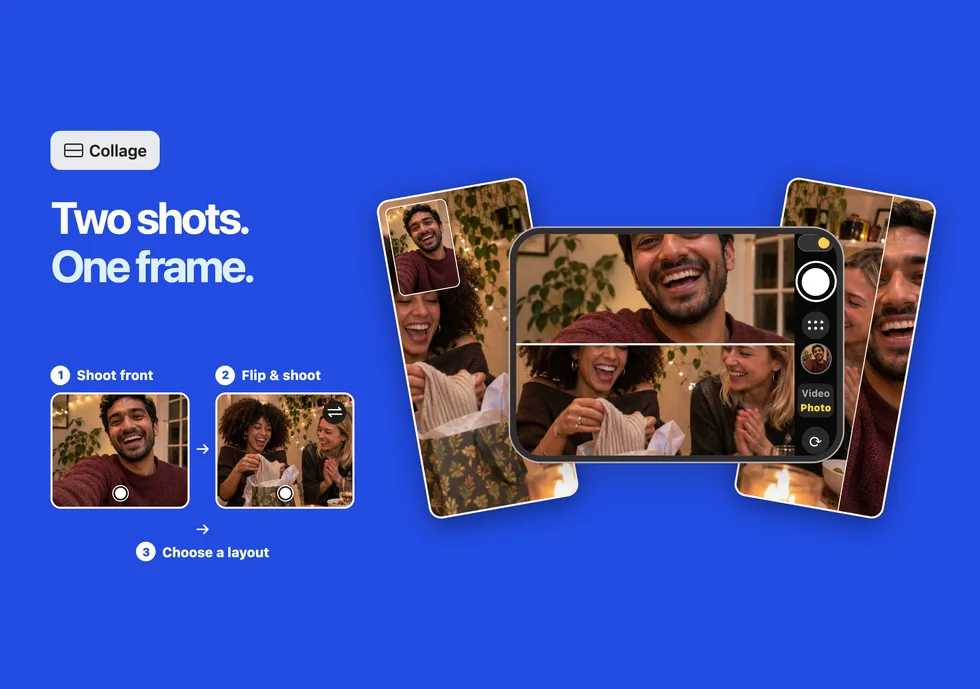 Collage
Two shots.
One frame.
1 Shoot front
2 Flip & shoot
3 Choose a layout
Video
Photo